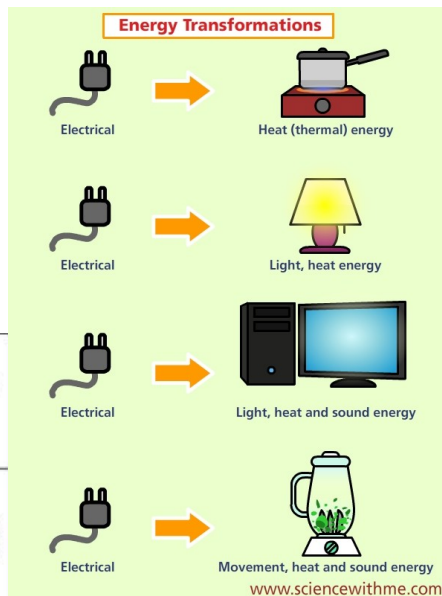 Energy Transformations
Electrical
Heat (thermal) energy
Electrical
Light, heat energy
Electrical
Light, heat and sound energy
Electrical
Movement, heat and sound energy
www.sciencewithme.com